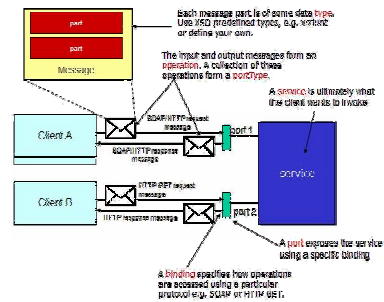 Each message part is of some data type.
Use XSD predefined types, e.g. xsd:int
or define your own.
part
part
Message
The input and output messages form an
operation. A collection of these
operations form a portType.
A service is ultimately what
the client wants to invoke
SOAP/HTTP request
message
port 1
Client A
SOAP/HTTP response
message
service
HTTP GET request
message
Client B
port 2
HTTP response message
A port exposes the service
using a specific binding
A binding specifies how operations
are accessed using a particular
protocol e.g. SOAP or HTTP GET.